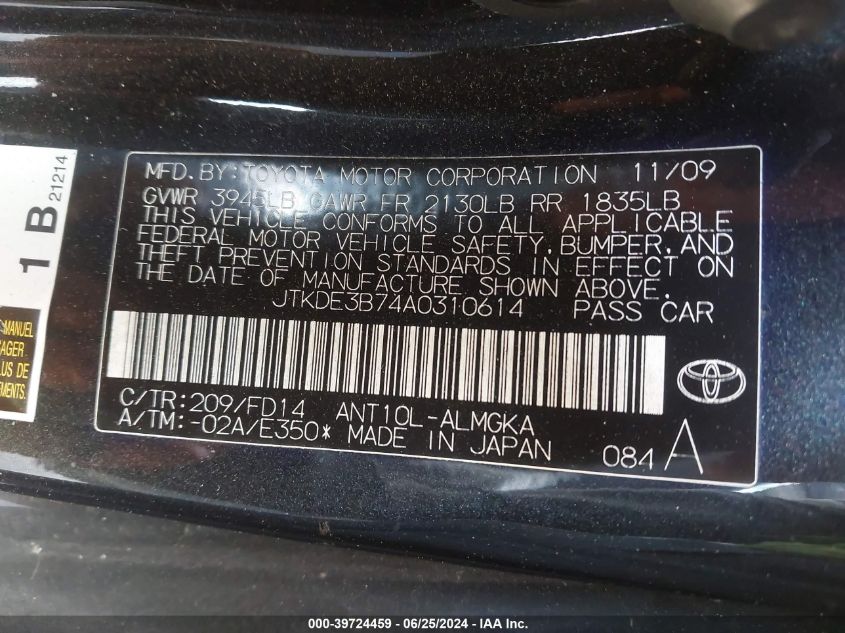 MFD.BY:TOYOTA MOTOR CORPORATION 11/09
GVWR 3945LB GAWR FR 2130LB RR 1835LB
THIS VEHICLE CONFORMS TO ALL APPLICABLE
FEDERAL MOTOR VEHICLE SAFETY,BUMPER,AND
THEFT PREVENTION STANDARDS IN EFFECT ON
THE DATE OF MANUFACTURE SHOWN ABOVE.
JTKDE3B74A0310614 PASS CAR
C/TR:209/FD14 ANT10L-ALMGKA
A/TM:-02A/E350* MADE IN JAPAN
084 A
1 B 21214
MANUEL
LUS DE
000-39724459 - 06/25/2024 - IAA Inc.